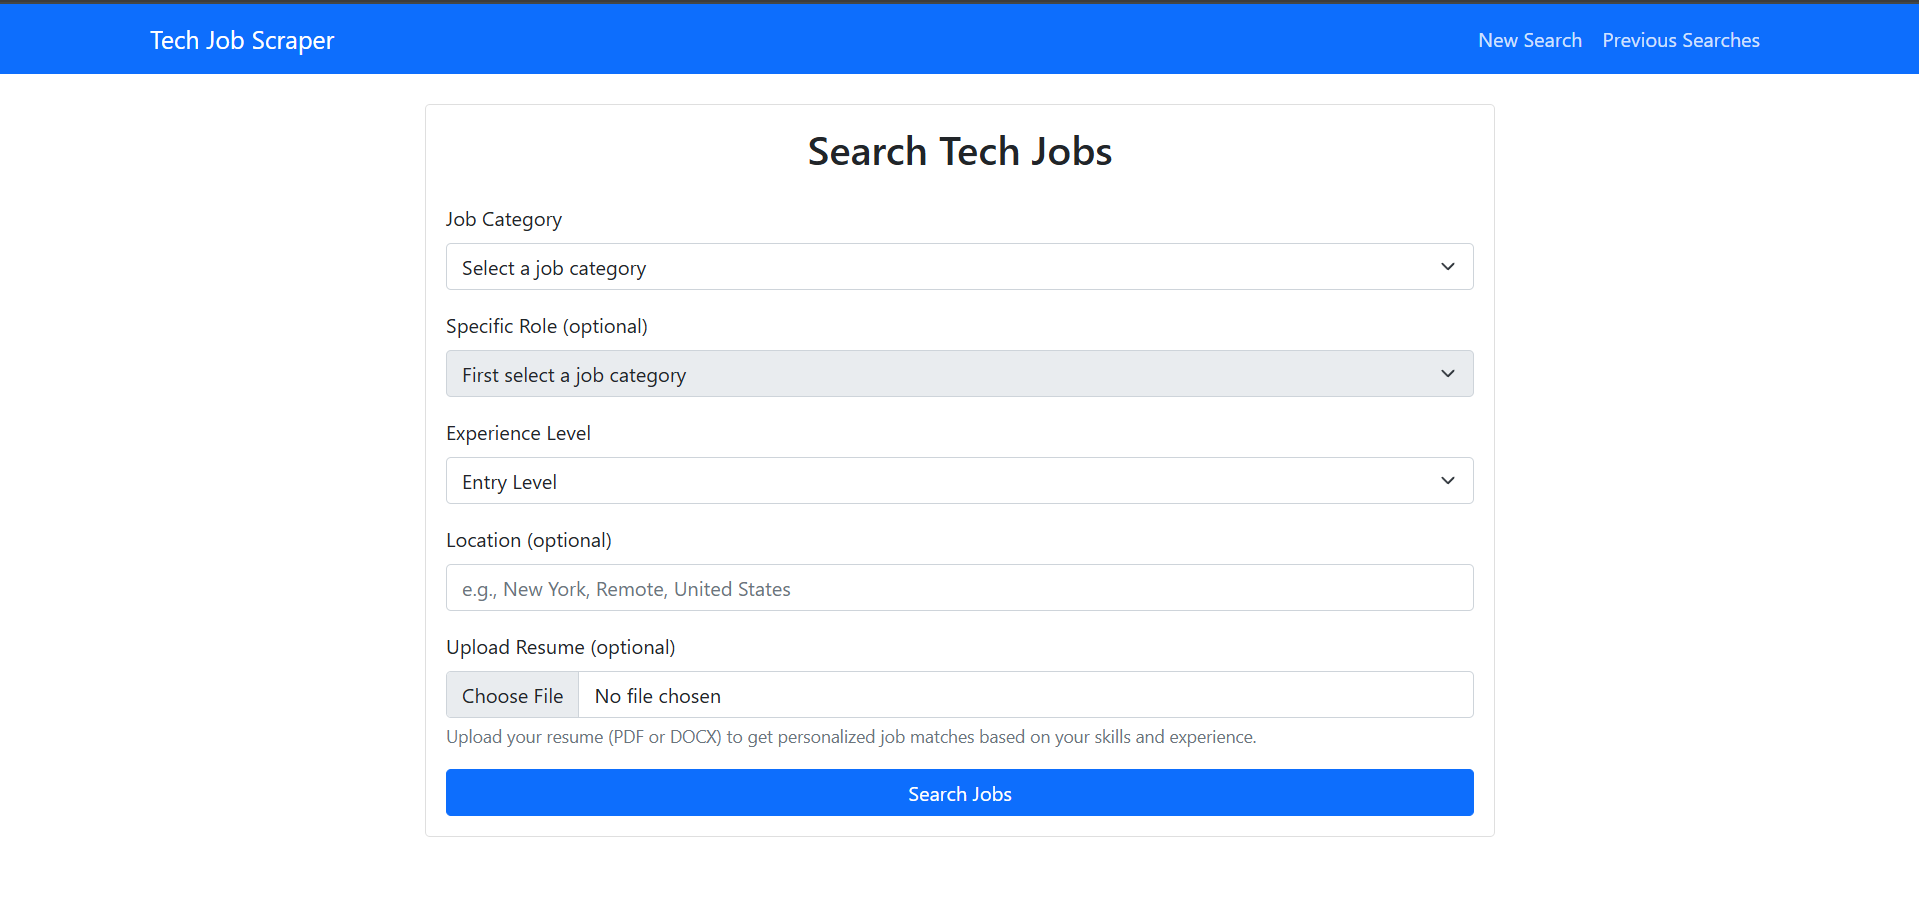 Tech Job Scraper
New Search Previous Searches
Search Tech Jobs
Job Category
Select a job category
Specific Role (optional)
First select a job category
Experience Level
Entry Level
Location (optional)
e.g., New York, Remote, United States
Upload Resume (optional)
Choose File No file chosen
Upload your resume (PDF or DOCX) to get personalized job matches based on your skills and experience.
Search Jobs